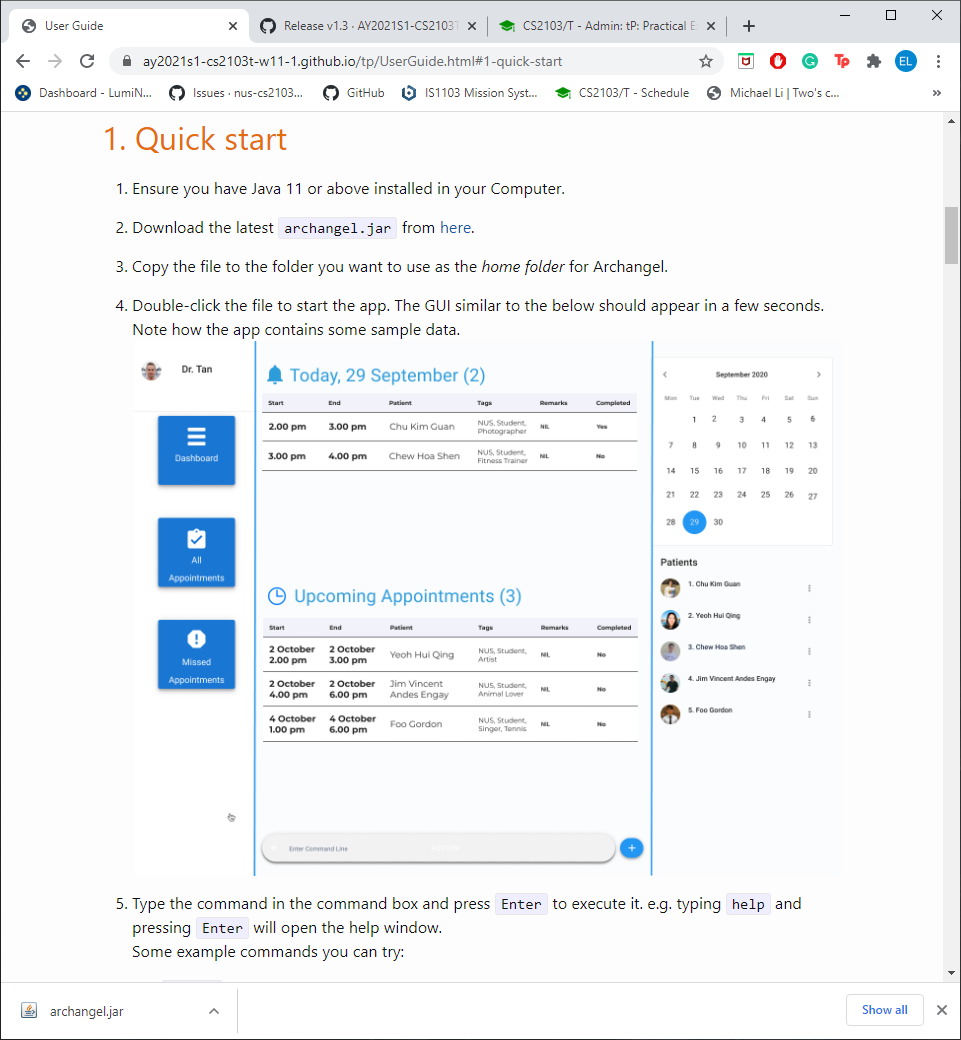 User Guide
Release v1.3 · AY2021S1-CS2103T
CS2103/T - Admin: tP: Practical E
ay2021s1-cs2103t-w11-1.github.io/tp/UserGuide.html#1-quick-start
Tp
EL
Dashboard - LumiN...
Issues · nus-cs2103...
GitHub
IS1103 Mission Syst...
CS2103/T - Schedule
Michael Li | Two's c...
»
1. Quick start
1. Ensure you have Java 11 or above installed in your Computer.
2. Download the latest archangel.jar from here.
3. Copy the file to the folder you want to use as the home folder for Archangel.
4. Double-click the file to start the app. The GUI similar to the below should appear in a few seconds.
Note how the app contains some sample data.
Dr. Tan
Dashboard
All
Appointments
Missed
Appointments
Today, 29 September (2)
Start End Patient Tags Remarks Completed
2.00 pm 3.00 pm Chu Kim Guan NUS, Student, NIL Yes
Photographer
3.00 pm 4.00 pm Chew Hoa Shen NUS, Student, NIL No
Fitness Trainer
Upcoming Appointments (3)
Start End Patient Tags Remarks Completed
2 October 2 October Yeoh Hui Qing NUS, Student, NIL No
2.00 pm 3.00 pm Artist
2 October 2 October Jim Vincent NUS, Student, NIL No
4.00 pm 6.00 pm Andes Engay Animal Lover
4 October 4 October Foo Gordon NUS, Student, NIL No
1.00 pm 6.00 pm Singer, Tennis
Enter Command Line
+
September 2020
Mon Tue Wed Thu Fri Sat Sun
1 2 3 4 5 6
7 8 9 10 11 12 13
14 15 16 17 18 19 20
21 22 23 24 25 26 27
28 29 30
Patients
1. Chu Kim Guan
2. Yeoh Hui Qing
3. Chew Hoa Shen
4. Jim Vincent Andes Engay
5. Foo Gordon
5. Type the command in the command box and press Enter to execute it. e.g. typing help and
pressing Enter will open the help window.
Some example commands you can try:
archangel.jar
Show all